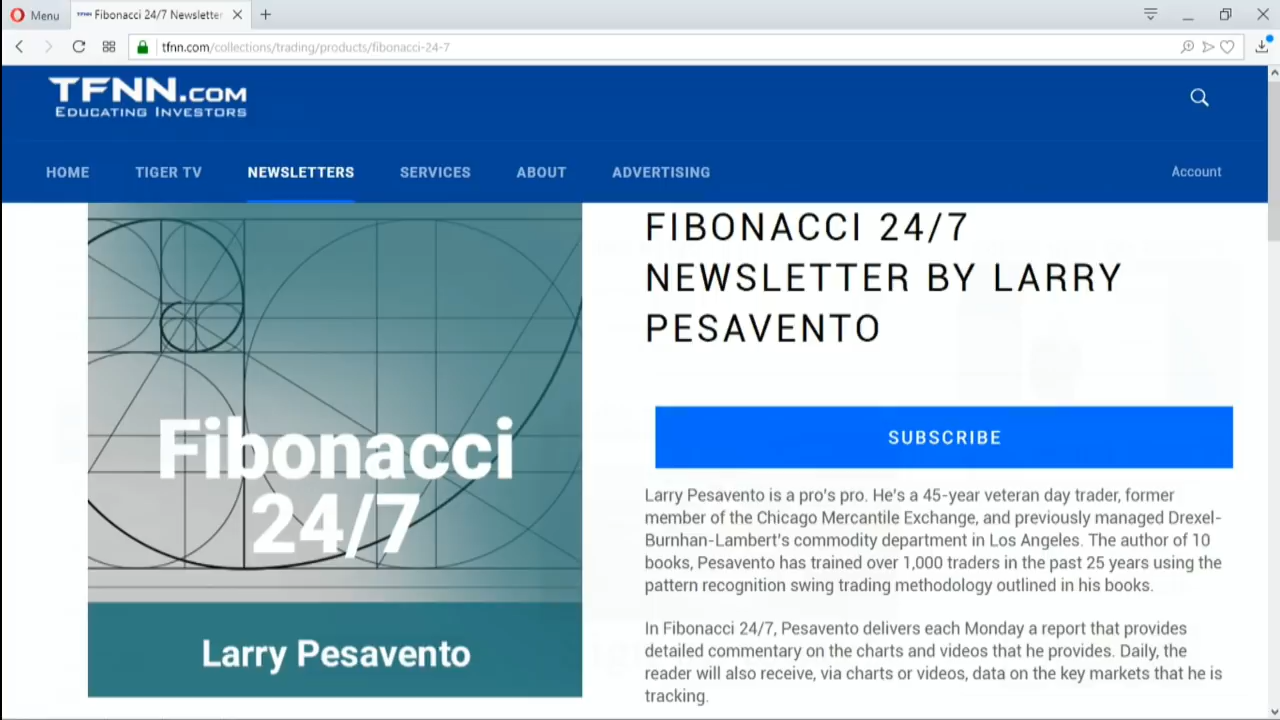 Menu
TFNN Fibonacci 24/7 Newsletter
tfnn.com/collections/trading/products/fibonacci-24-7
TFNN.COM
EDUCATING INVESTORS
HOME TIGER TV NEWSLETTERS SERVICES ABOUT ADVERTISING Account
FIBONACCI 24/7
NEWSLETTER BY LARRY
PESAVENTO
Fibonacci
24/7
Larry Pesavento
SUBSCRIBE
Larry Pesavento is a pro's pro. He's a 45-year veteran day trader, former
member of the Chicago Mercantile Exchange, and previously managed Drexel-
Burnhan-Lambert's commodity department in Los Angeles. The author of 10
books, Pesavento has trained over 1,000 traders in the past 25 years using the
pattern recognition swing trading methodology outlined in his books.
In Fibonacci 24/7, Pesavento delivers each Monday a report that provides
detailed commentary on the charts and videos that he provides. Daily, the
reader will also receive, via charts or videos, data on the key markets that he is
tracking.